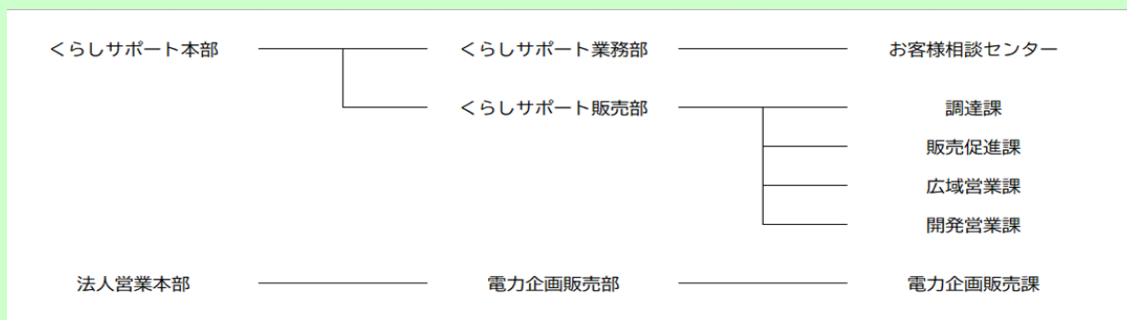 くらしサポート本部 くらしサポート業務部 お客様相談センター
くらしサポート販売部 調達課
販売促進課
広域営業課
開発営業課
法人営業本部 電力企画販売部 電力企画販売課